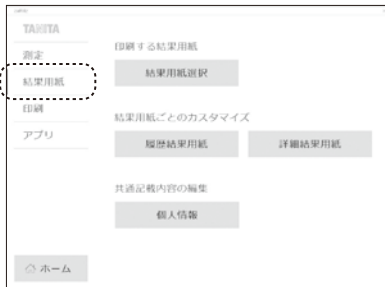 TANITA
測定
結果用紙
印刷
アプリ
ホーム
印刷する結果用紙
結果用紙選択
結果用紙ごとのカスタマイズ
履歴結果用紙
詳細結果用紙
共通記載内容の編集
個人情報